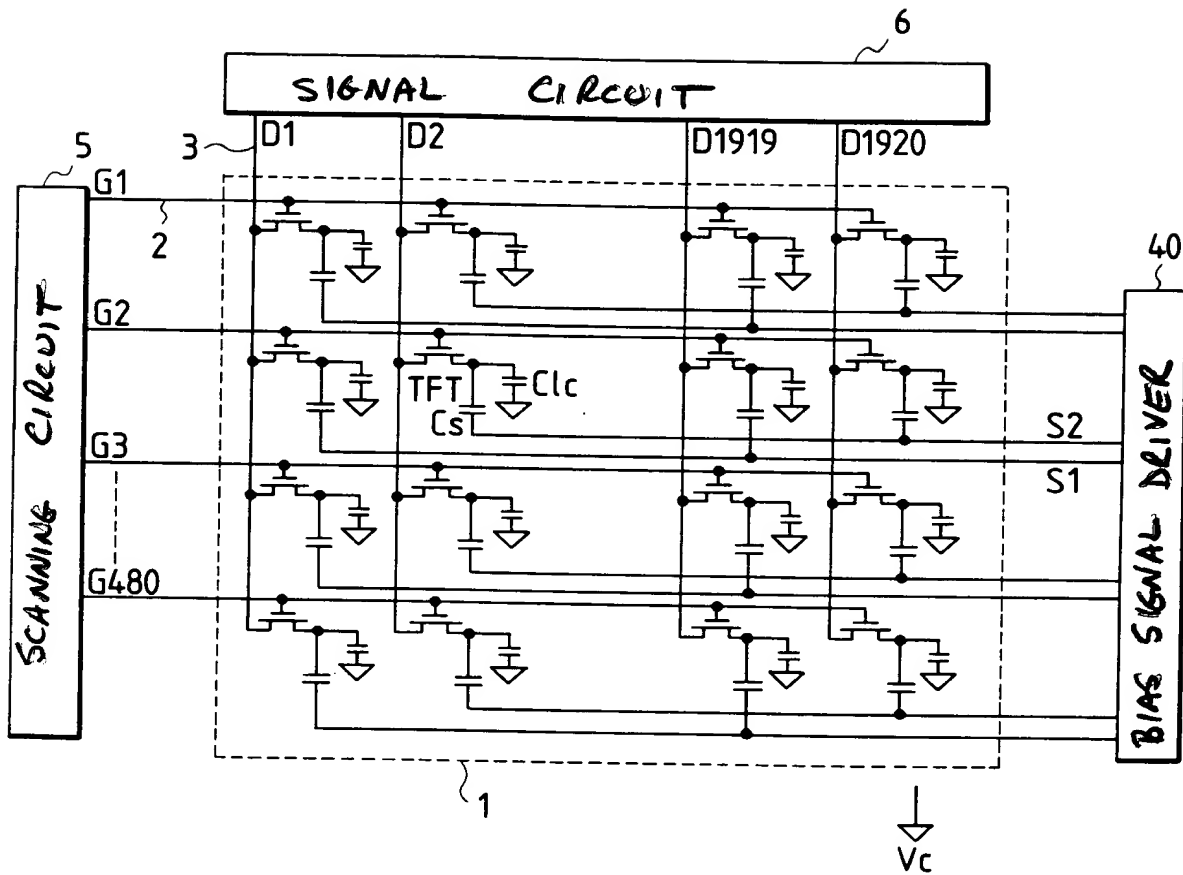 6
SIGNAL CIRCUIT
3
D1
D2
D1919
D1920
5
G1
2
40
SCANNING CIRCUIT
G2
TFT
Clc
Cs
S2
G3
S1
BIAS SIGNAL DRIVER
G480
1
Vc